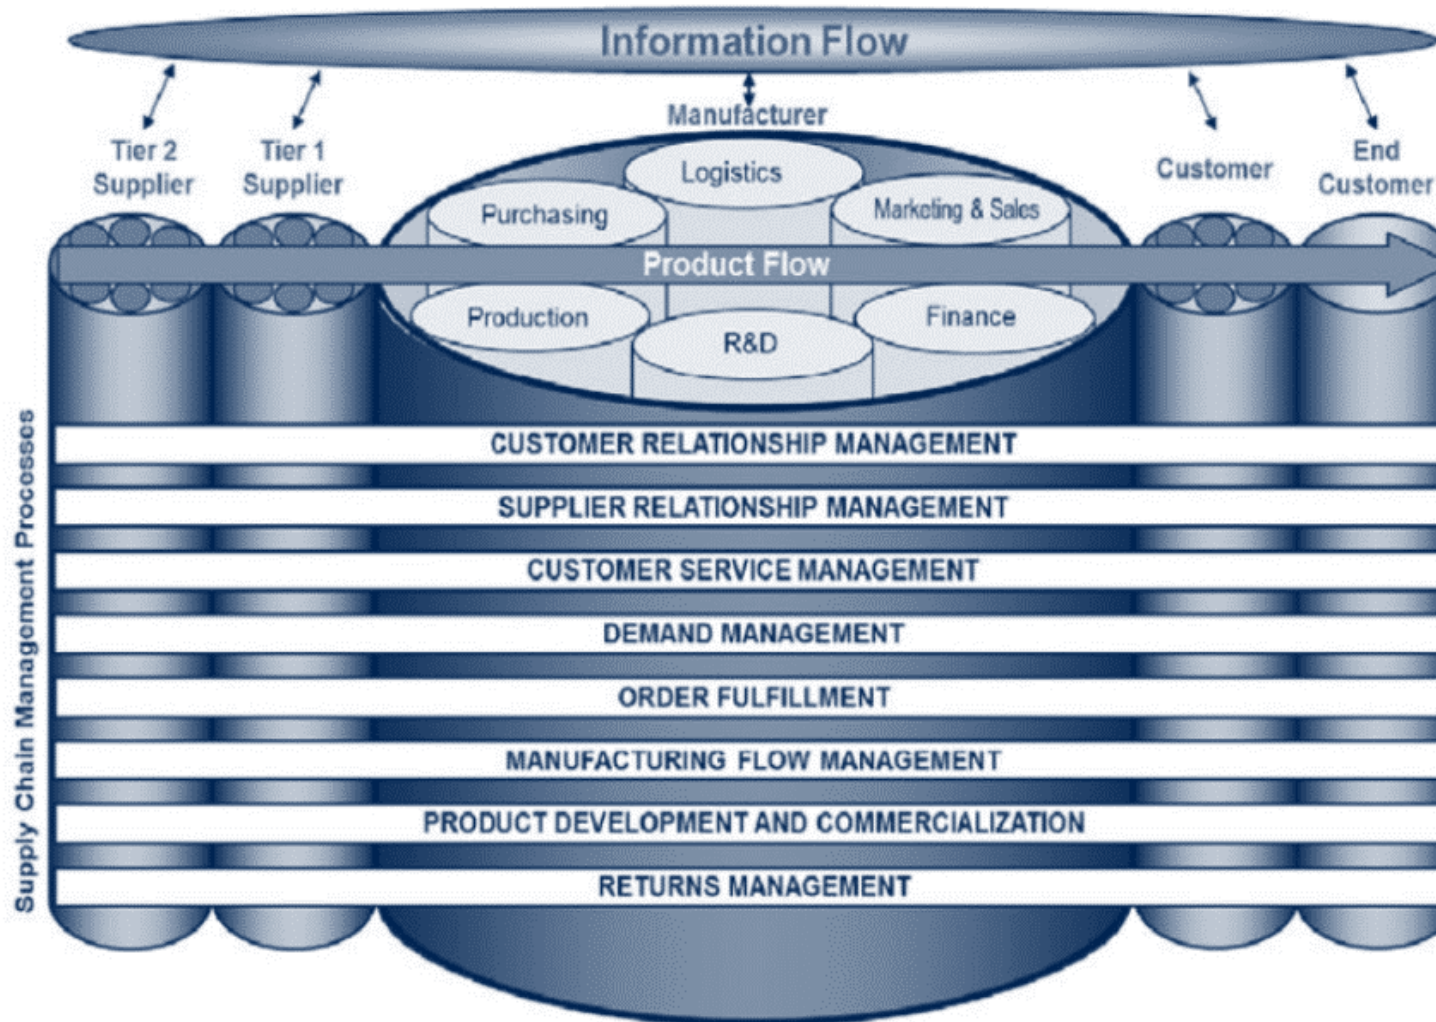 Information Flow
Manufacturer
Tier 2
Supplier
Tier 1
Supplier
Customer
End
Customer
Logistics
Purchasing
Marketing & Sales
Product Flow
Production
R&D
Finance
Supply Chain Management Processes
CUSTOMER RELATIONSHIP MANAGEMENT
SUPPLIER RELATIONSHIP MANAGEMENT
CUSTOMER SERVICE MANAGEMENT
DEMAND MANAGEMENT
ORDER FULFILLMENT
MANUFACTURING FLOW MANAGEMENT
PRODUCT DEVELOPMENT AND COMMERCIALIZATION
RETURNS MANAGEMENT